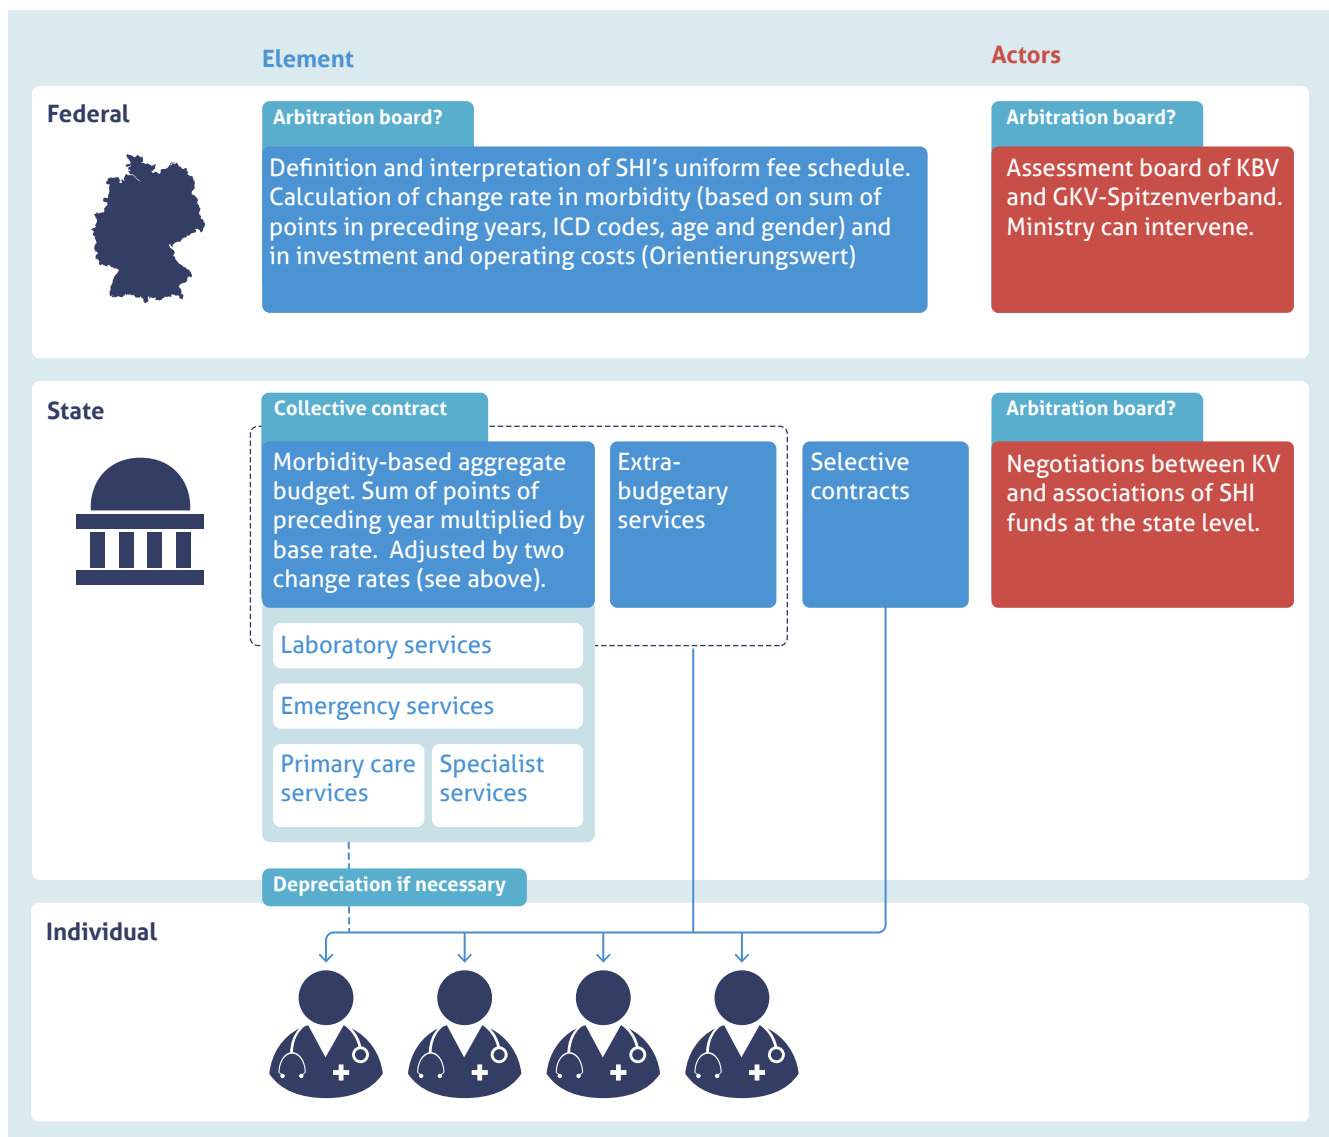 Element
Actors
Federal
Arbitration board?
Definition and interpretation of SHI's uniform fee schedule.
Calculation of change rate in morbidity (based on sum of
points in preceding years, ICD codes, age and gender) and
in investment and operating costs (Orientierungswert)
Arbitration board?
Assessment board of KBV
and GKV-Spitzenverband.
Ministry can intervene.
State
Collective contract
Morbidity-based aggregate
budget. Sum of points of
preceding year multiplied by
base rate.  Adjusted by two
change rates (see above).
Extra-
budgetary
services
Selective
contracts
Arbitration board?
Negotiations between KV
and associations of SHI
funds at the state level.
Laboratory services
Emergency services
Primary care
services
Specialist
services
Depreciation if necessary
Individual